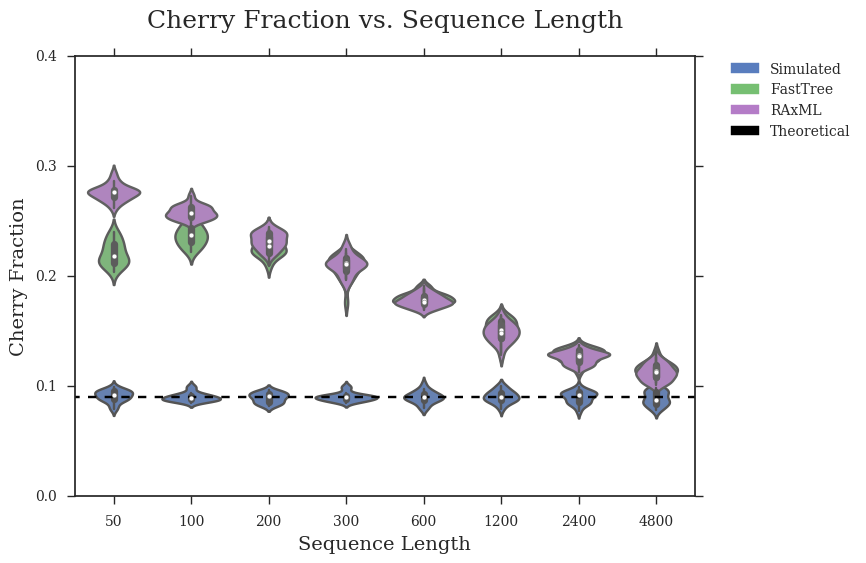 Cherry Fraction vs. Sequence Length
Simulated
FastTree
RAxML
Theoretical
Cherry Fraction
0.4
0.3
0.2
0.1
0.0
50 100 200 300 600 1200 2400 4800
Sequence Length